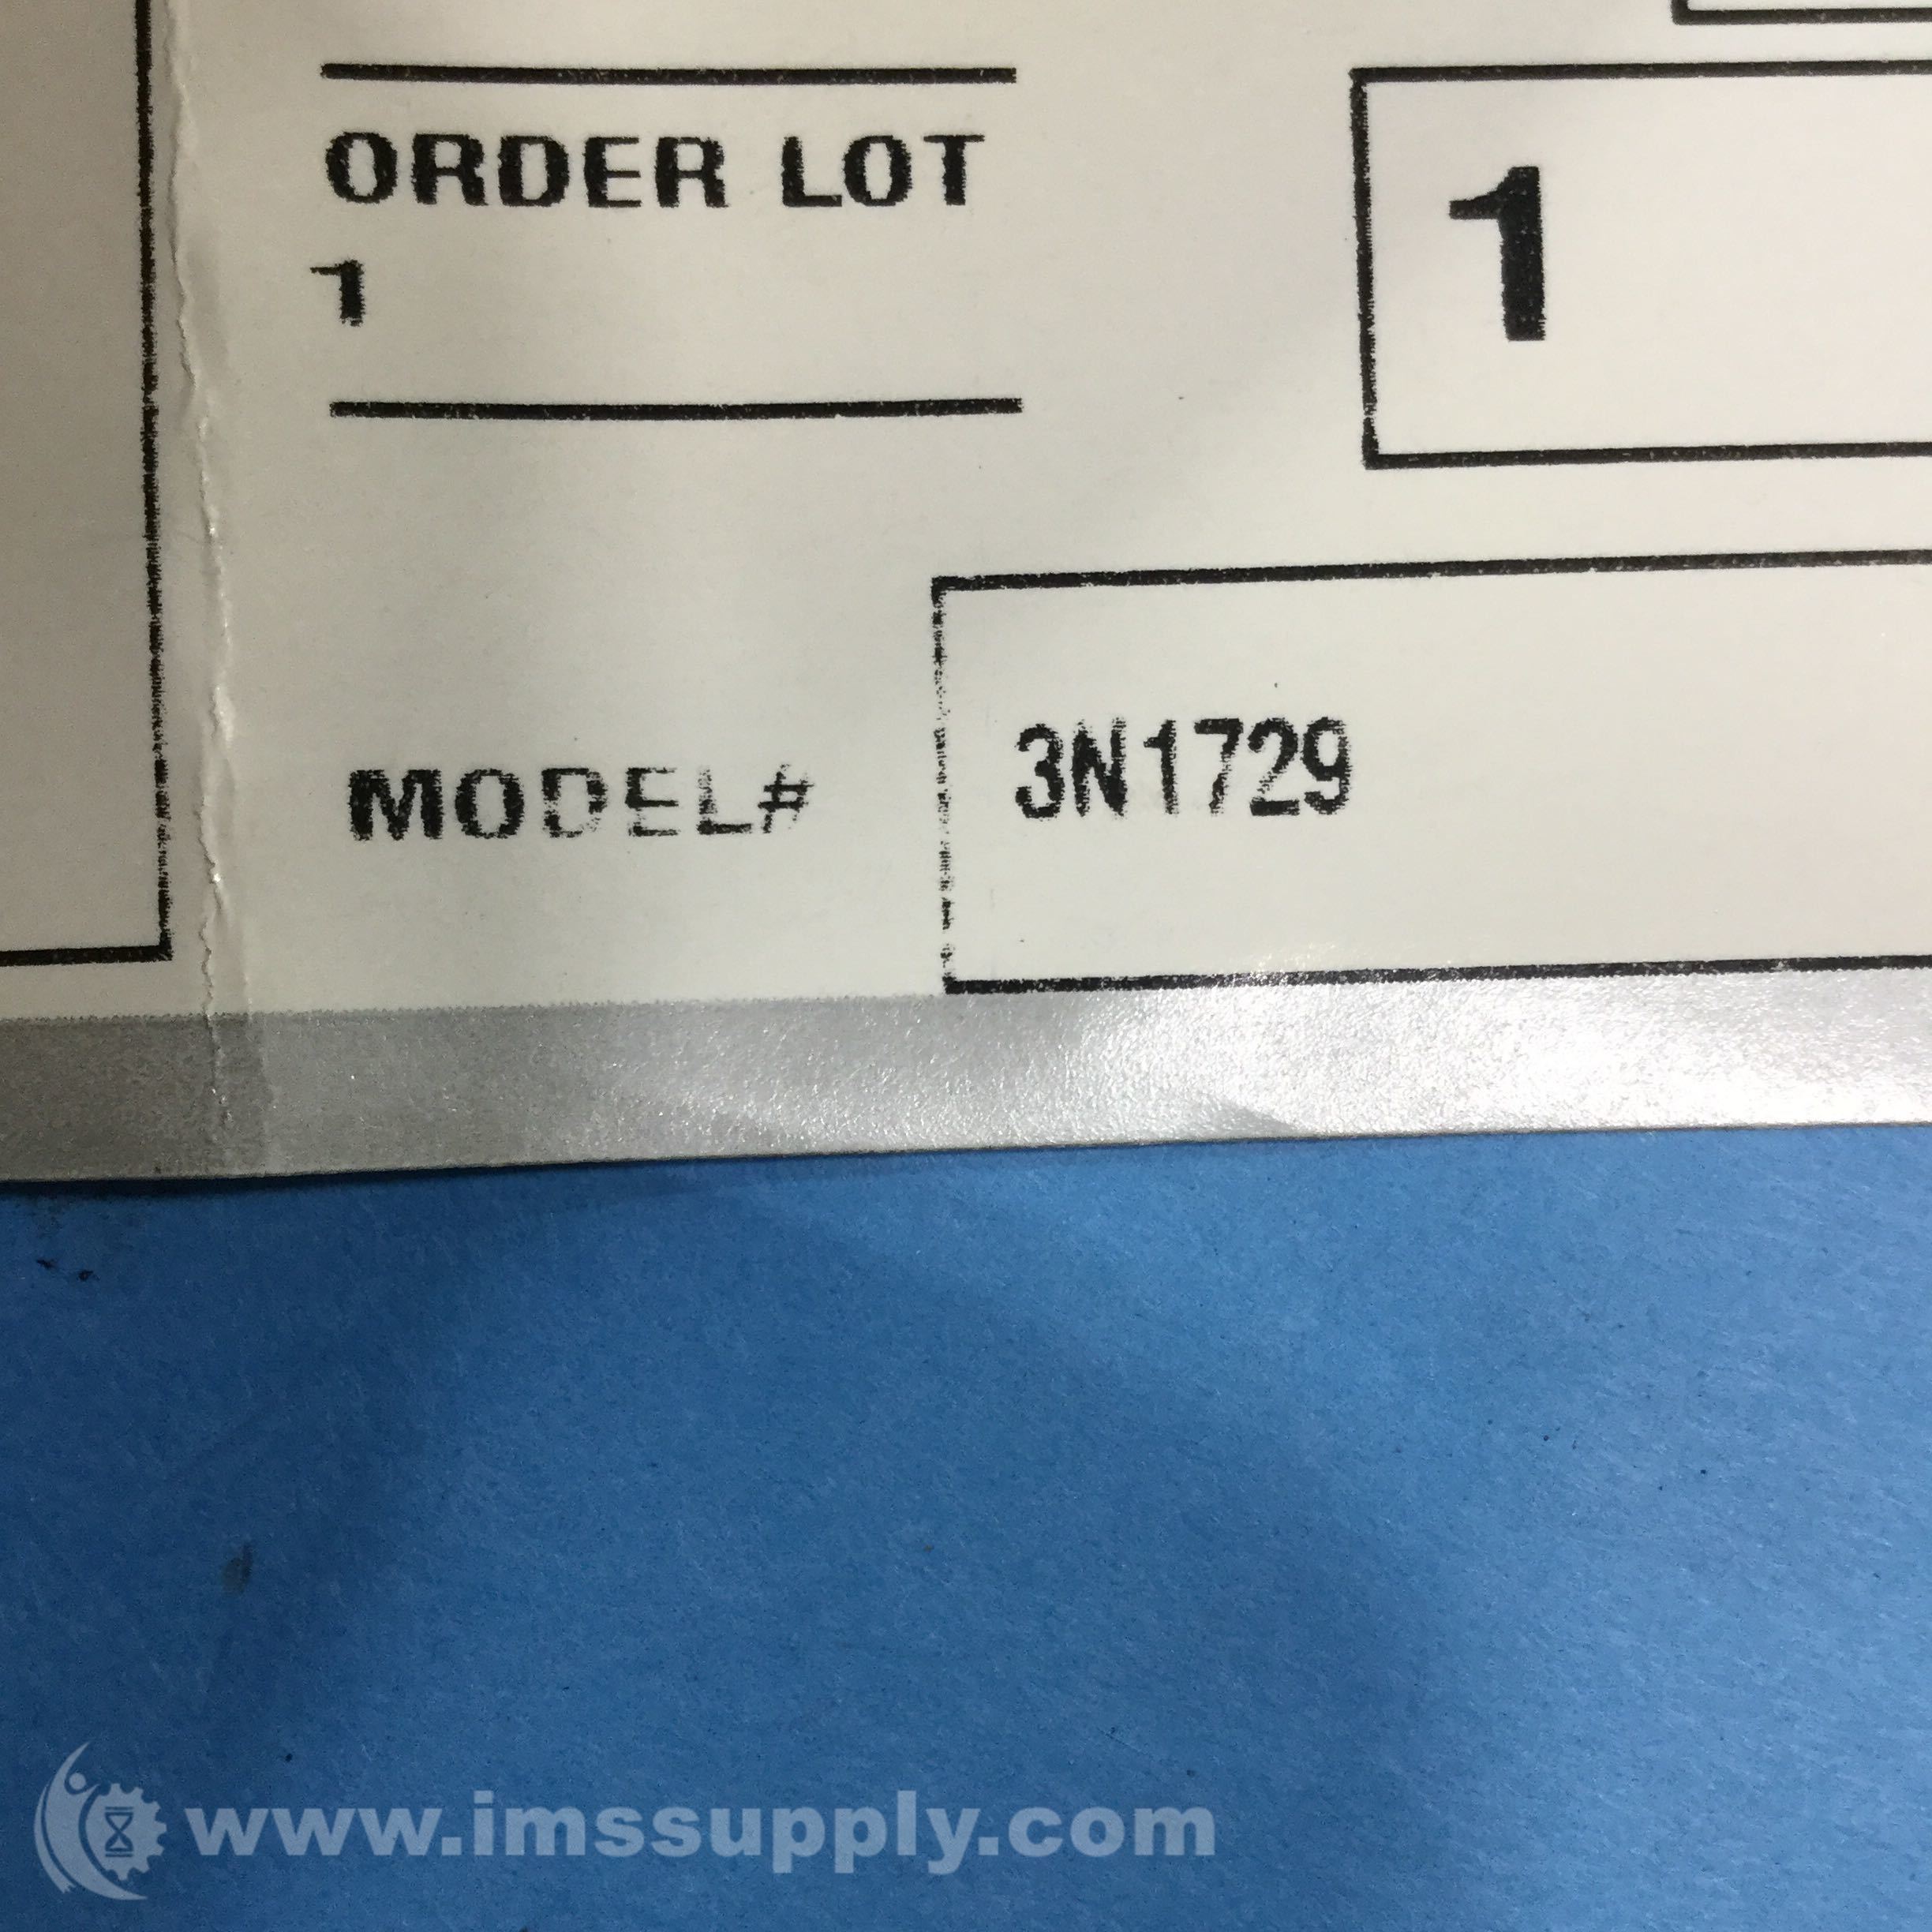 ORDER LOT
1
1
MODEL#
3N1729
www.imssupply.com